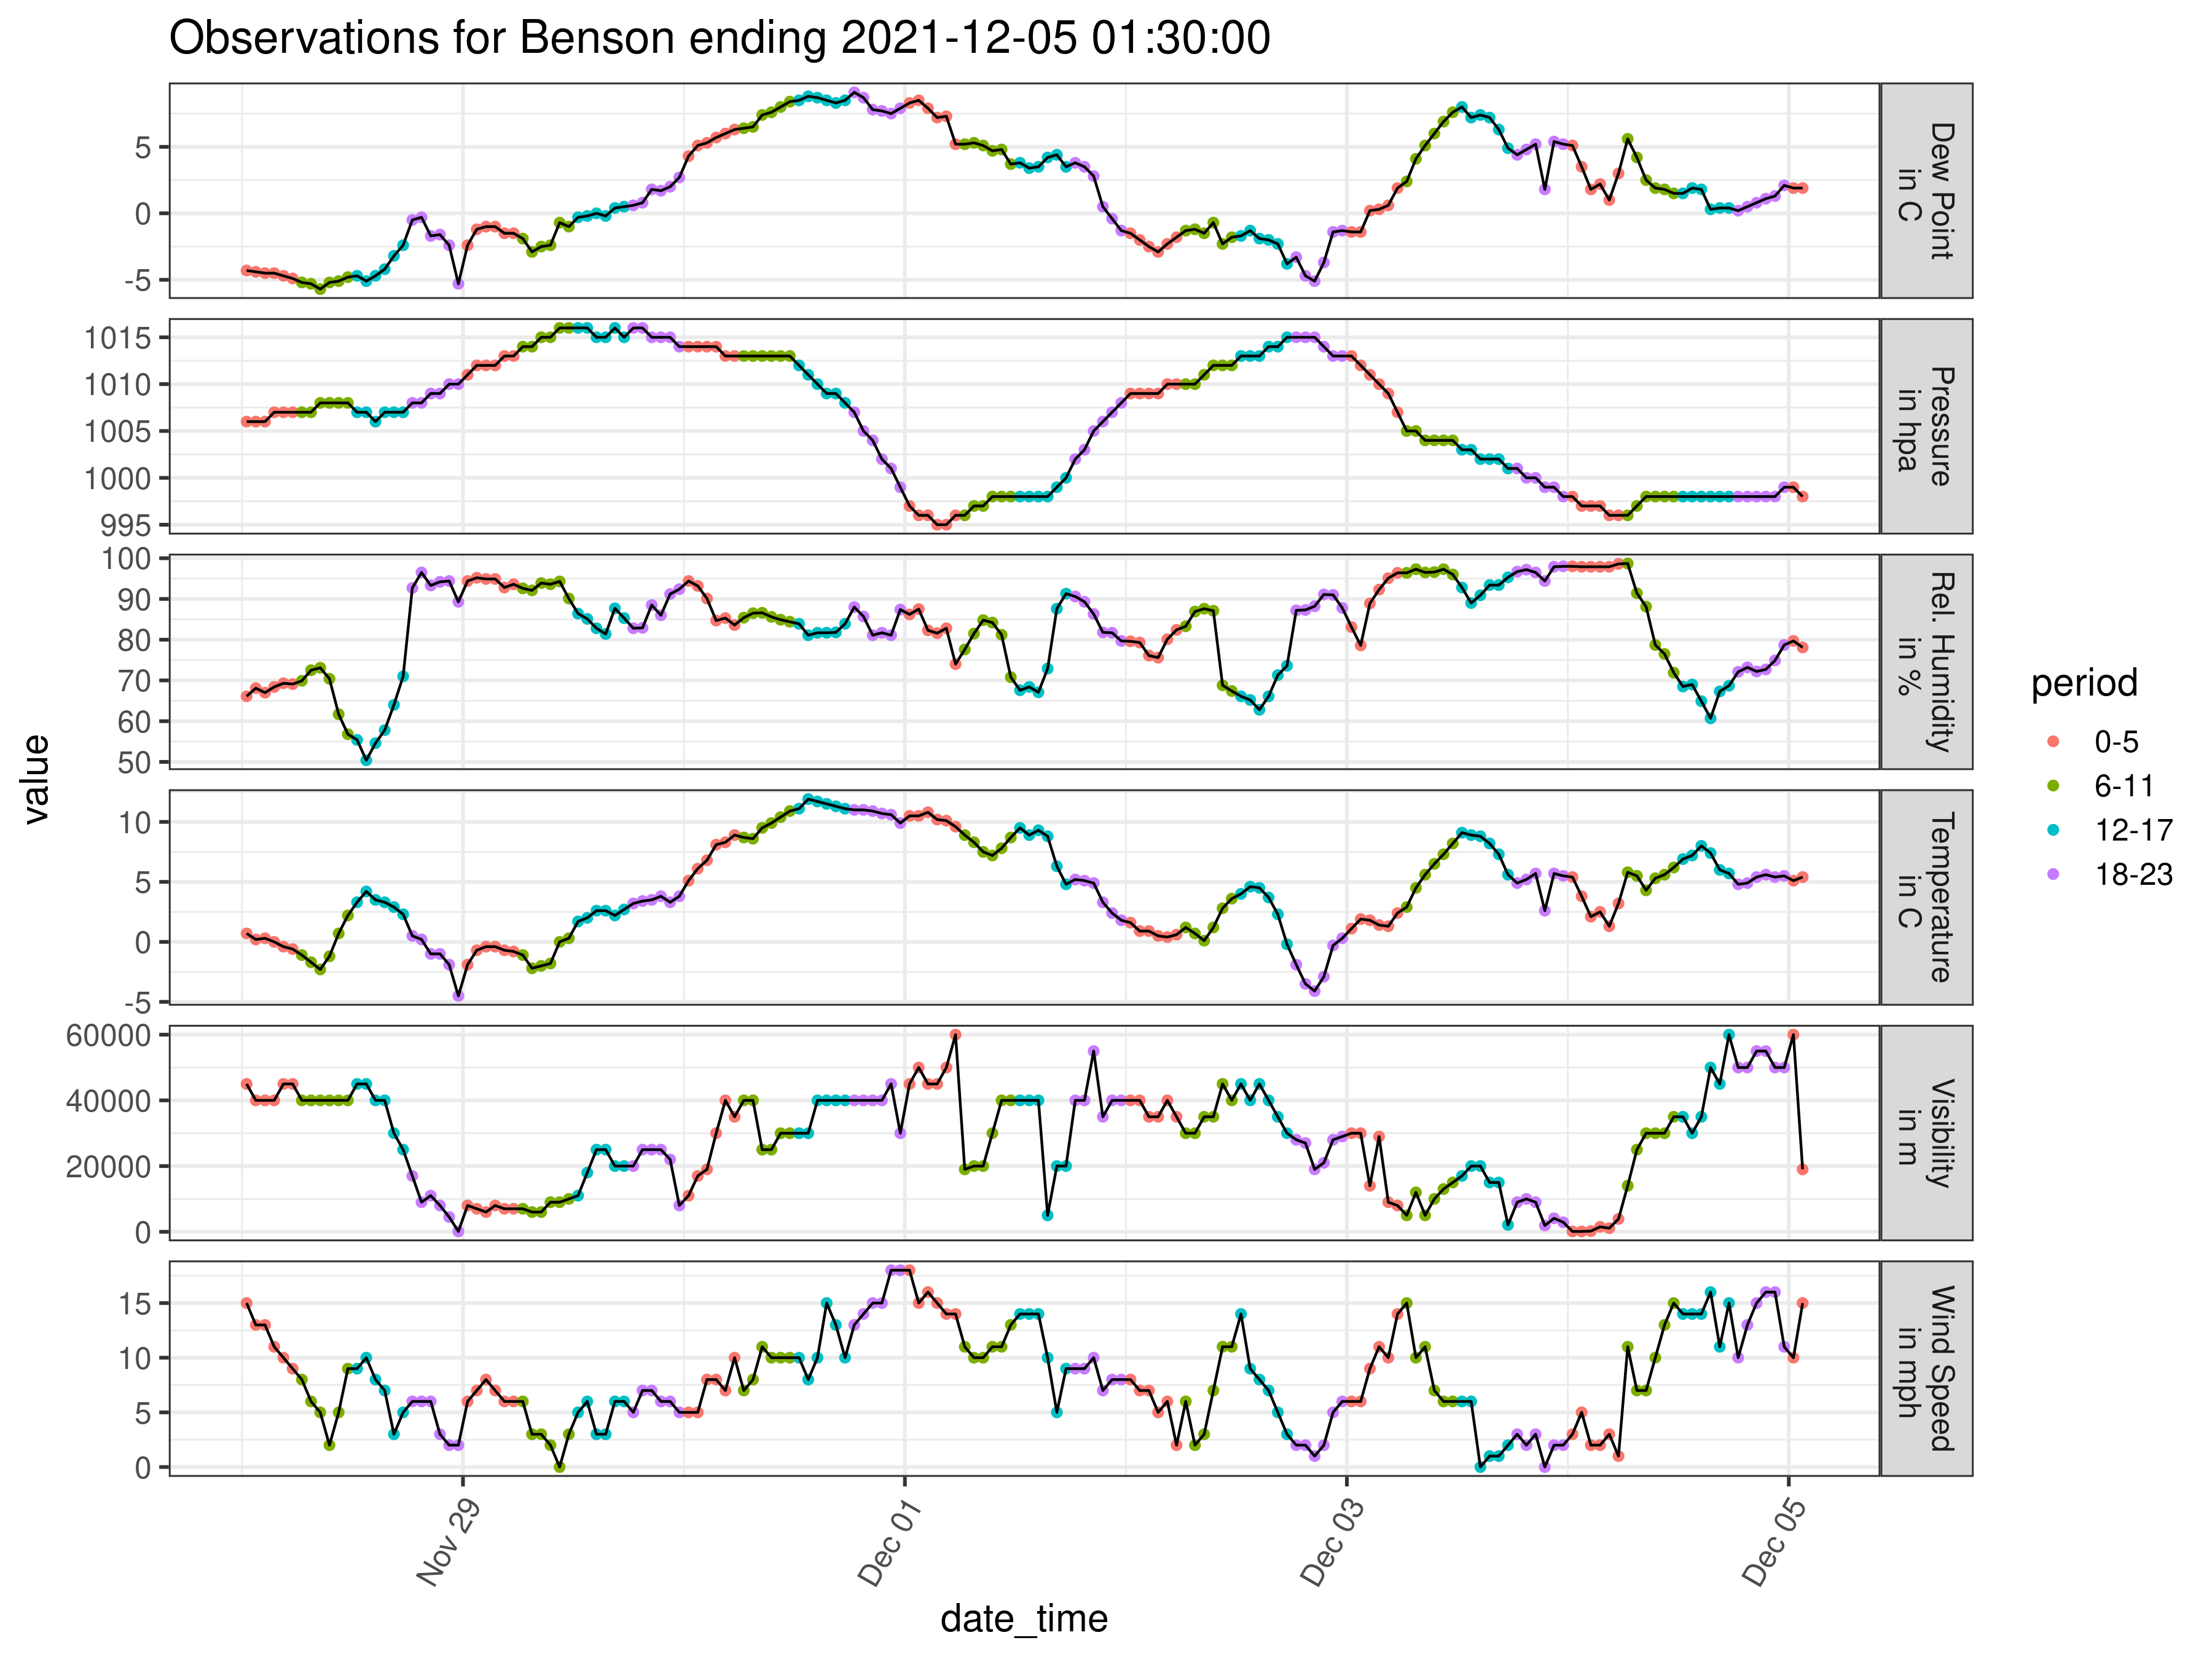 Observations for Benson ending 2021-12-05 01:30:00
5
0
-5
Dew Point
in C
1015
1010
1005
1000
995
Pressure
in hpa
100
90
80
70
60
50
Rel. Humidity
in %
10
5
0
-5
Temperature
in C
60000
40000
20000
0
Visibility
in m
15
10
5
0
Wind Speed
in mph
value
Nov 29
Dec 01
Dec 03
Dec 05
date_time
period
0-5
6-11
12-17
18-23